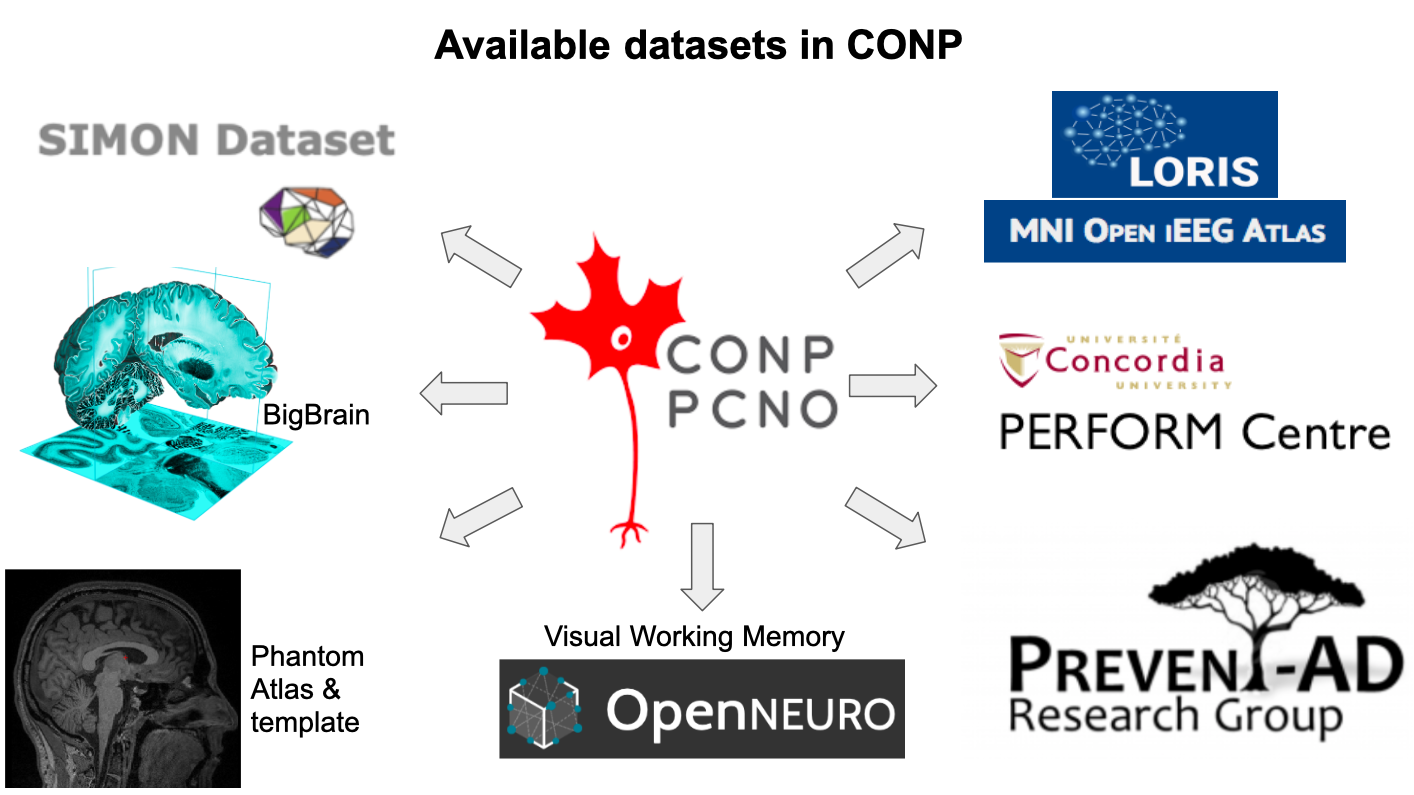 Available datasets in CONP
SIMON Dataset
BigBrain
Phantom
Atlas &
template
CONP
PCNO
Visual Working Memory
OpenNEURO
LORIS
MNI OPEN iEEG ATLAS
UNIVERSITÉ
Concordia
UNIVERSITY
PERFORM Centre
PREVENT-AD
Research Group